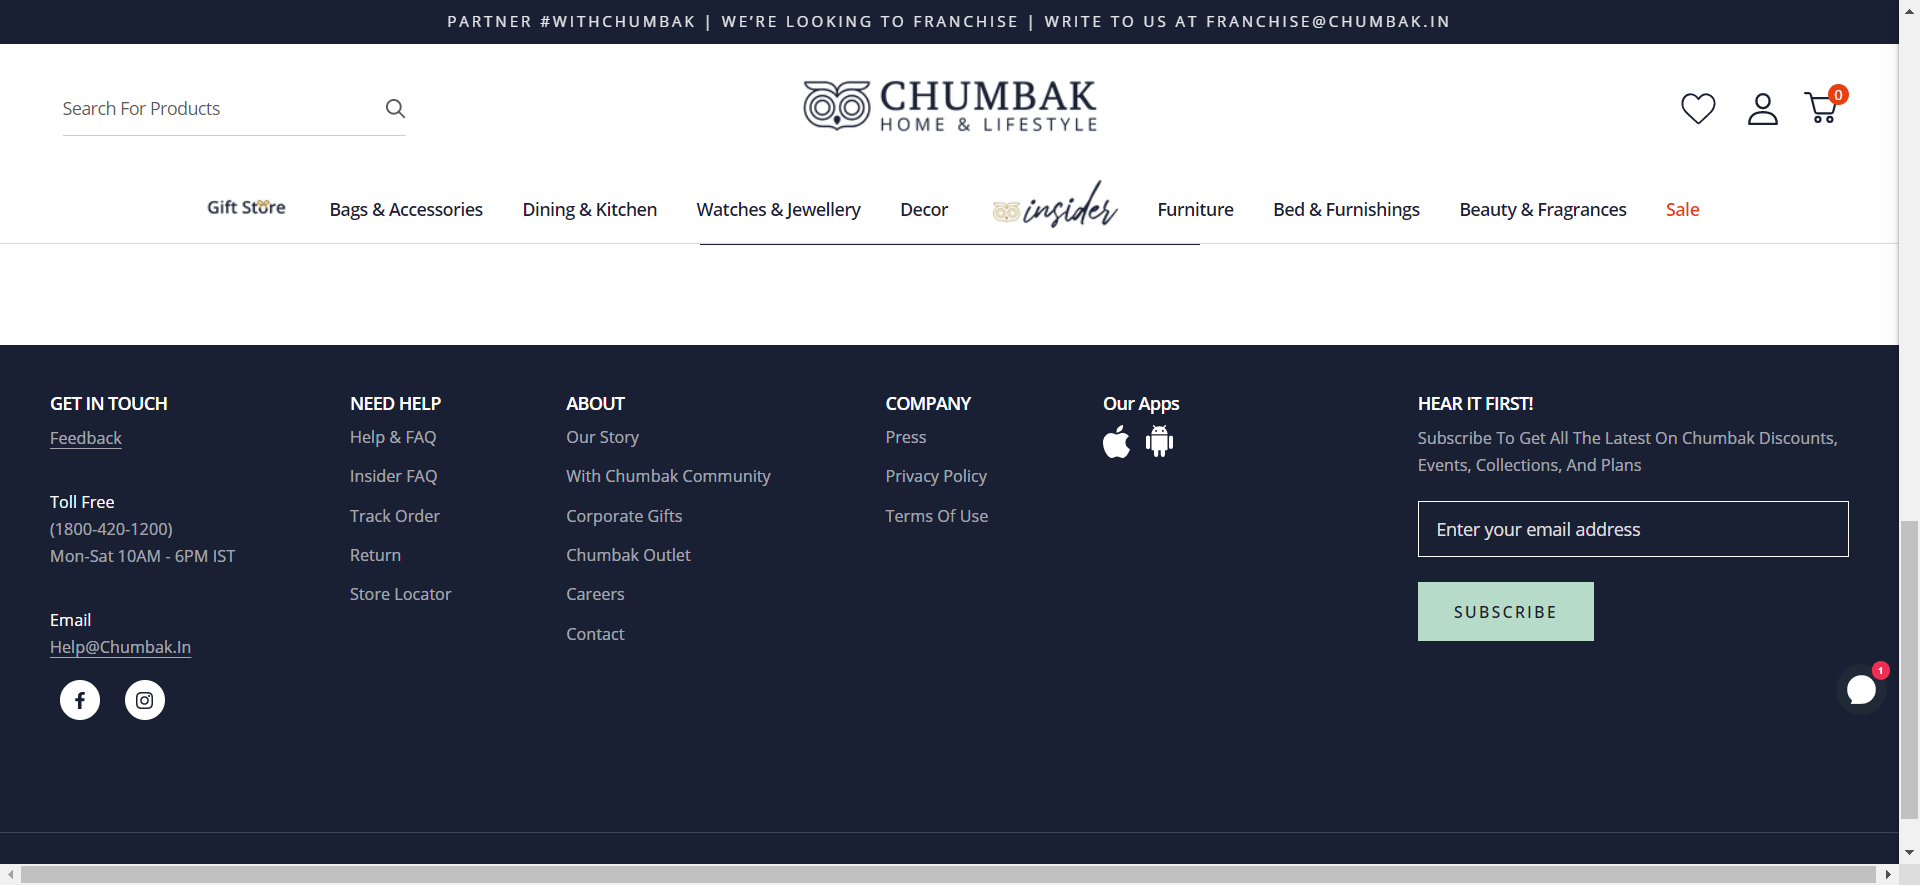 PARTNER #WITHCHUMBAK | WE’RE LOOKING TO FRANCHISE | WRITE TO US AT FRANCHISE@CHUMBAK.IN
Search For Products
CHUMBAK
HOME & LIFESTYLE
0
Gift Store
Bags & Accessories
Dining & Kitchen
Watches & Jewellery
Decor
insider
Furniture
Bed & Furnishings
Beauty & Fragrances
Sale
GET IN TOUCH
Feedback
Toll Free
(1800-420-1200)
Mon-Sat 10AM - 6PM IST
Email
Help@Chumbak.In
NEED HELP
Help & FAQ
Insider FAQ
Track Order
Return
Store Locator
ABOUT
Our Story
With Chumbak Community
Corporate Gifts
Chumbak Outlet
Careers
Contact
COMPANY
Press
Privacy Policy
Terms Of Use
Our Apps
HEAR IT FIRST!
Subscribe To Get All The Latest On Chumbak Discounts,
Events, Collections, And Plans
Enter your email address
SUBSCRIBE
1